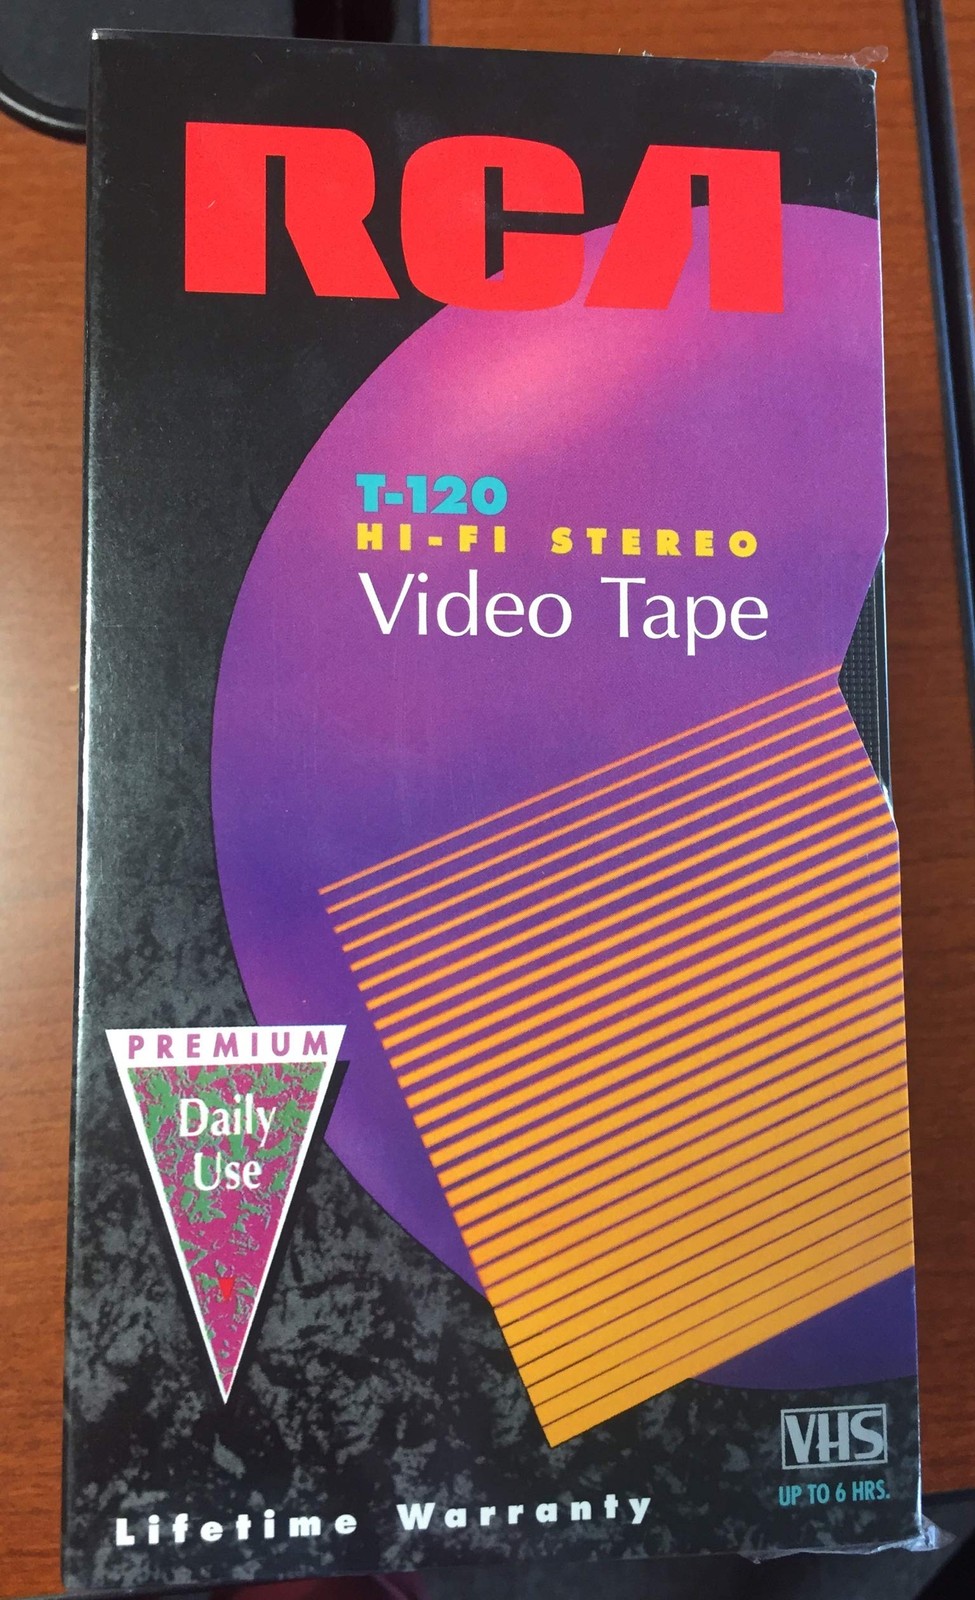 RCA
T-120
HI-FI STEREO
Video Tape
PREMIUM
Daily
Use
VHS
UP TO 6 HRS.
Lifetime Warranty